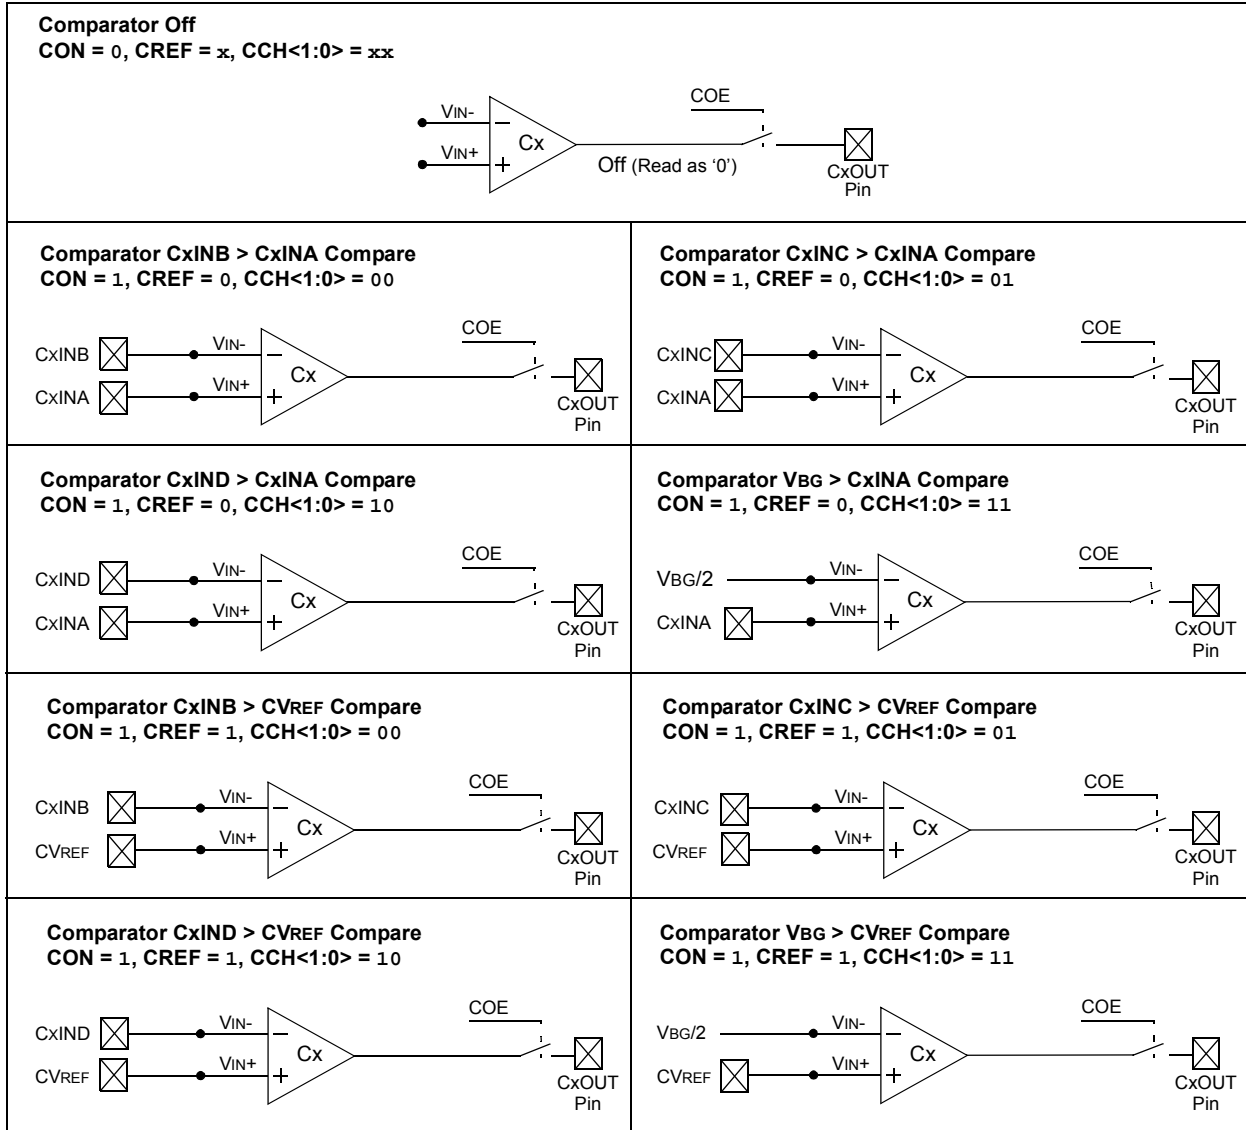 Comparator Off
CON = 0, CREF = x, CCH<1:0> = xx
COE
VIN-
VIN+
Cx
Off (Read as ‘0’)
CxOUT
Pin
Comparator CxINB > CxINA Compare
CON = 1, CREF = 0, CCH<1:0> = 00
COE
CxINB
VIN-
CxINA
VIN+
Cx
CxOUT
Pin
Comparator CxINC > CxINA Compare
CON = 1, CREF = 0, CCH<1:0> = 01
COE
CxINC
VIN-
CxINA
VIN+
Cx
CxOUT
Pin
Comparator CxIND > CxINA Compare
CON = 1, CREF = 0, CCH<1:0> = 10
COE
CxIND
VIN-
CxINA
VIN+
Cx
CxOUT
Pin
Comparator VBG > CxINA Compare
CON = 1, CREF = 0, CCH<1:0> = 11
COE
VBG/2
VIN-
CxINA
VIN+
Cx
CxOUT
Pin
Comparator CxINB > CVREF Compare
CON = 1, CREF = 1, CCH<1:0> = 00
COE
CxINB
VIN-
CVREF
VIN+
Cx
CxOUT
Pin
Comparator CxINC > CVREF Compare
CON = 1, CREF = 1, CCH<1:0> = 01
COE
CxINC
VIN-
CVREF
VIN+
Cx
CxOUT
Pin
Comparator CxIND > CVREF Compare
CON = 1, CREF = 1, CCH<1:0> = 10
COE
CxIND
VIN-
CVREF
VIN+
Cx
CxOUT
Pin
Comparator VBG > CVREF Compare
CON = 1, CREF = 1, CCH<1:0> = 11
COE
VBG/2
VIN-
CVREF
VIN+
Cx
CxOUT
Pin